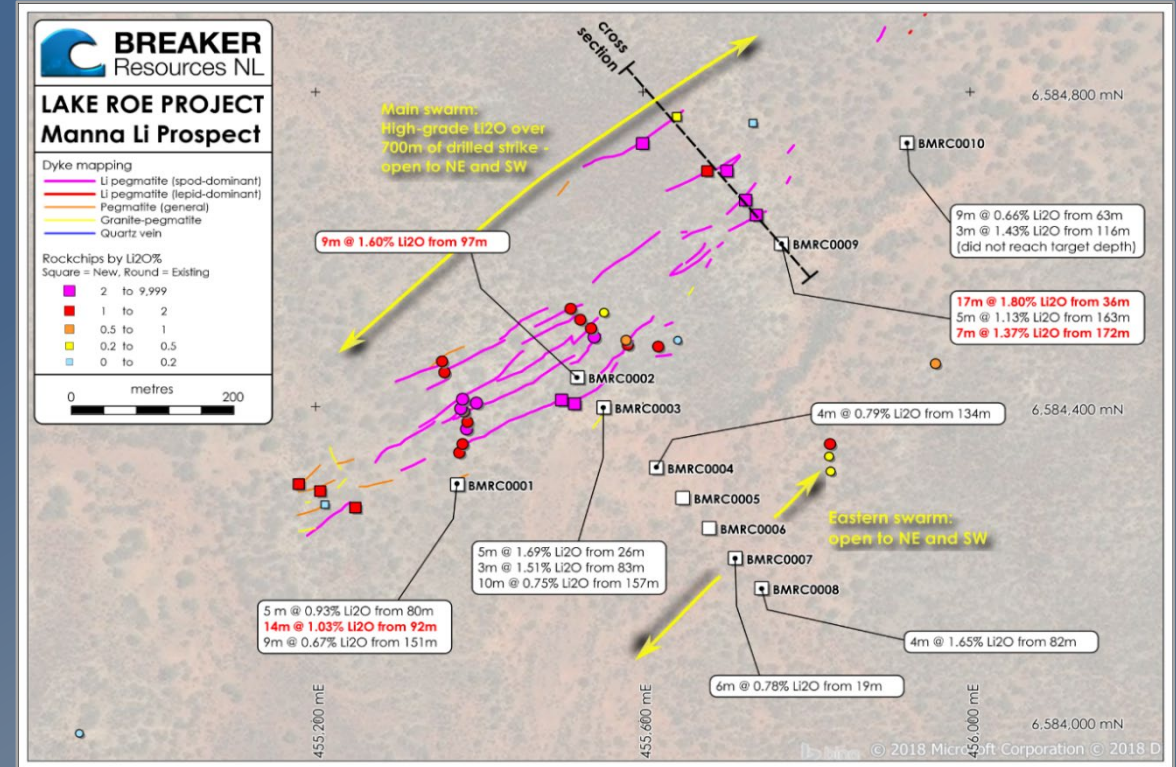 BREAKER
Resources NL
LAKE ROE PROJECT
Manna Li Prospect
Dyke mapping
Li pegmatite (spod-dominant)
Li pegmatite (lepid-dominant)
Pegmatite (general)
Granite-pegmatite
Quartz vein
Rockchips by Li2O%
Square = New, Round = Existing
2 to 9,999
1 to 2
0.5 to 1
0.2 to 0.5
0 to 0.2
metres
0 200
cross
section
Main swarm:
High-grade Li2O over
700m of drilled strike -
open to NE and SW
6,584,800 mN
BMRC0010
9m @ 0.66% Li2O from 63m
3m @ 1.43% Li2O from 116m
(did not reach target depth)
9m @ 1.60% Li2O from 97m
BMRC0009
17m @ 1.80% Li2O from 36m
5m @ 1.13% Li2O from 163m
7m @ 1.37% Li2O from 172m
BMRC0002
BMRC0003
4m @ 0.79% Li2O from 134m
6,584,400 mN
BMRC0004
BMRC0001
BMRC0005
BMRC0006
Eastern swarm:
open to NE and SW
5m @ 1.69% Li2O from 26m
3m @ 1.51% Li2O from 83m
10m @ 0.75% Li2O from 157m
BMRC0007
BMRC0008
5 m @ 0.93% Li2O from 80m
14m @ 1.03% Li2O from 92m
9m @ 0.67% Li2O from 151m
4m @ 1.65% Li2O from 82m
6m @ 0.78% Li2O from 19m
455,200 mE
455,600 mE
456,000 mE
6,584,000 mN
© 2018 Microsoft Corporation © 2018 D